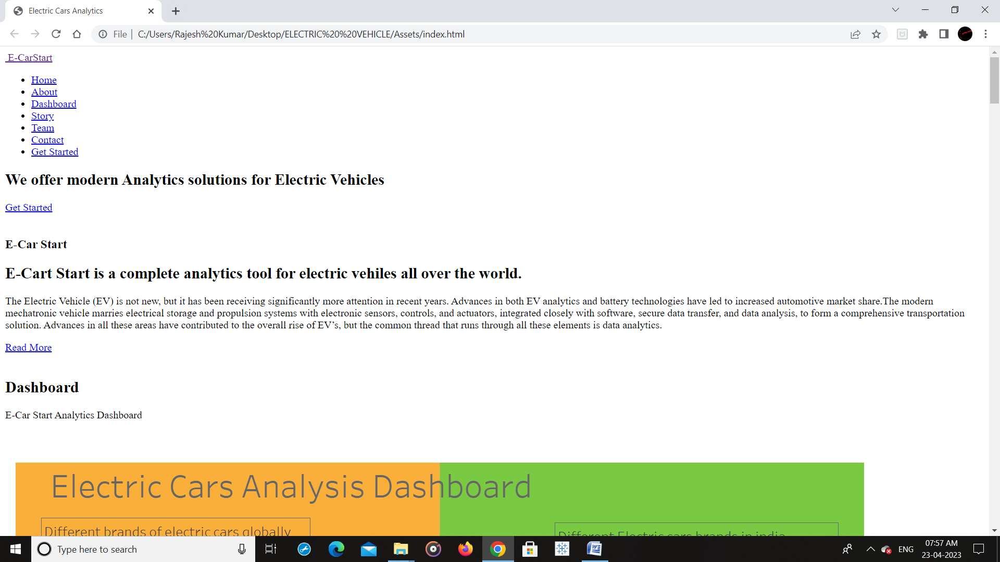 Electric Cars Analytics
File | C:/Users/Rajesh%20Kumar/Desktop/ELECTRIC%20%20VEHICLE/Assets/index.html
E-CarStart
• Home
• About
• Dashboard
• Story
• Team
• Contact
• Get Started
We offer modern Analytics solutions for Electric Vehicles
Get Started
E-Car Start
E-Cart Start is a complete analytics tool for electric vehiles all over the world.
The Electric Vehicle (EV) is not new, but it has been receiving significantly more attention in recent years. Advances in both EV analytics and battery technologies have led to increased automotive market share.The modern
mechatronic vehicle marries electrical storage and propulsion systems with electronic sensors, controls, and actuators, integrated closely with software, secure data transfer, and data analysis, to form a comprehensive transportation
solution. Advances in all these areas have contributed to the overall rise of EV’s, but the common thread that runs through all these elements is data analytics.
Read More
Dashboard
E-Car Start Analytics Dashboard
Electric Cars Analysis Dashboard
Different brands of electric cars globally
Different Electric cars brands in india
Type here to search
ENG
07:57 AM
23-04-2023